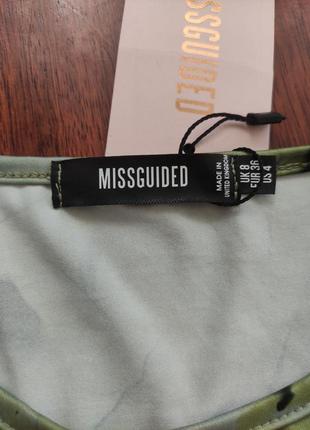 MISSGUIDED
MISSGUIDED
MADE IN
UNITED KINGDOM
UK 8
EUR 36
US 4